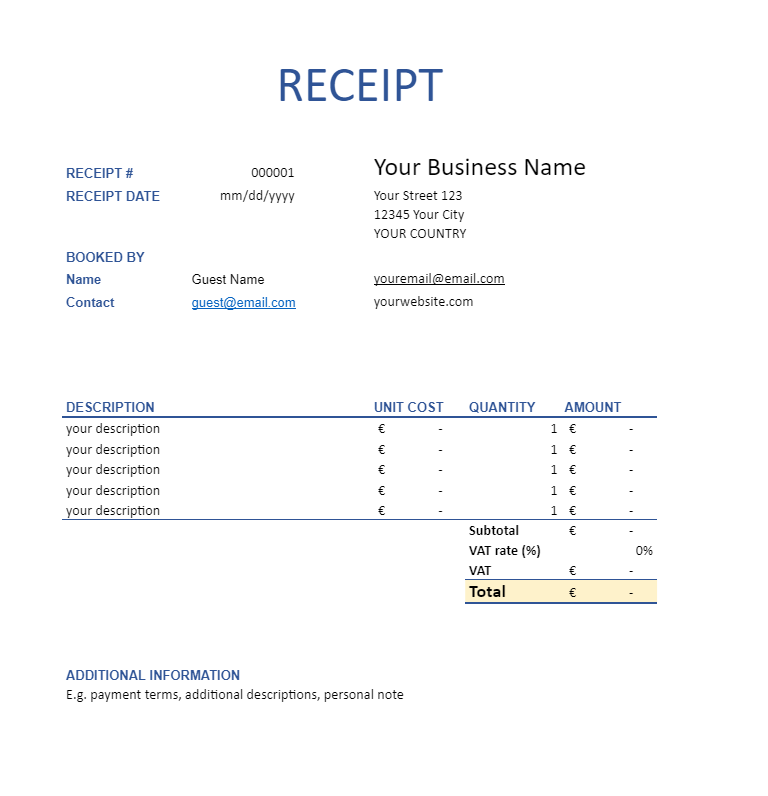 RECEIPT
RECEIPT # 000001
RECEIPT DATE mm/dd/yyyy
Your Business Name
Your Street 123
12345 Your City
YOUR COUNTRY
BOOKED BY
Name Guest Name
Contact guest@email.com
youremail@email.com
yourwebsite.com
DESCRIPTION UNIT COST QUANTITY AMOUNT
your description € - 1 € -
your description € - 1 € -
your description € - 1 € -
your description € - 1 € -
your description € - 1 € -
Subtotal € -
VAT rate (%) 0%
VAT € -
Total € -
ADDITIONAL INFORMATION
E.g. payment terms, additional descriptions, personal note